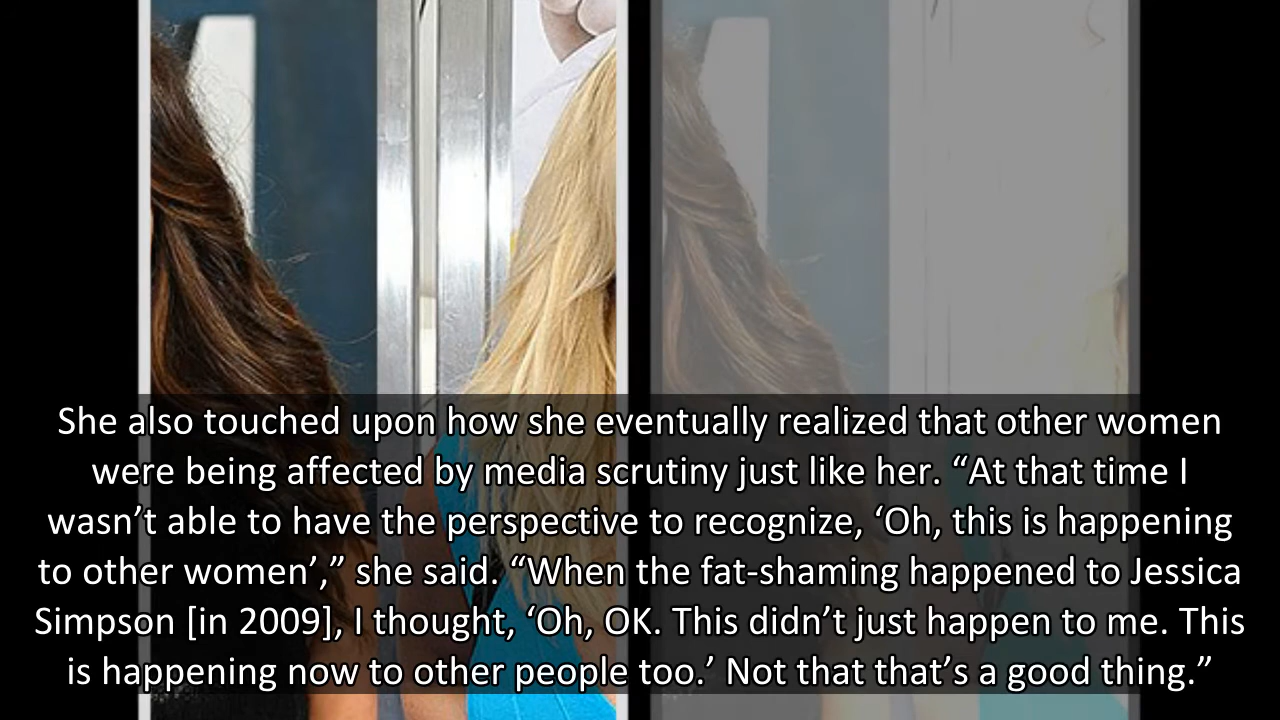 She also touched upon how she eventually realized that other women
were being affected by media scrutiny just like her. “At that time I
wasn’t able to have the perspective to recognize, ‘Oh, this is happening
to other women’,” she said. “When the fat-shaming happened to Jessica
Simpson [in 2009], I thought, ‘Oh, OK. This didn’t just happen to me. This
is happening now to other people too.’ Not that that’s a good thing.”